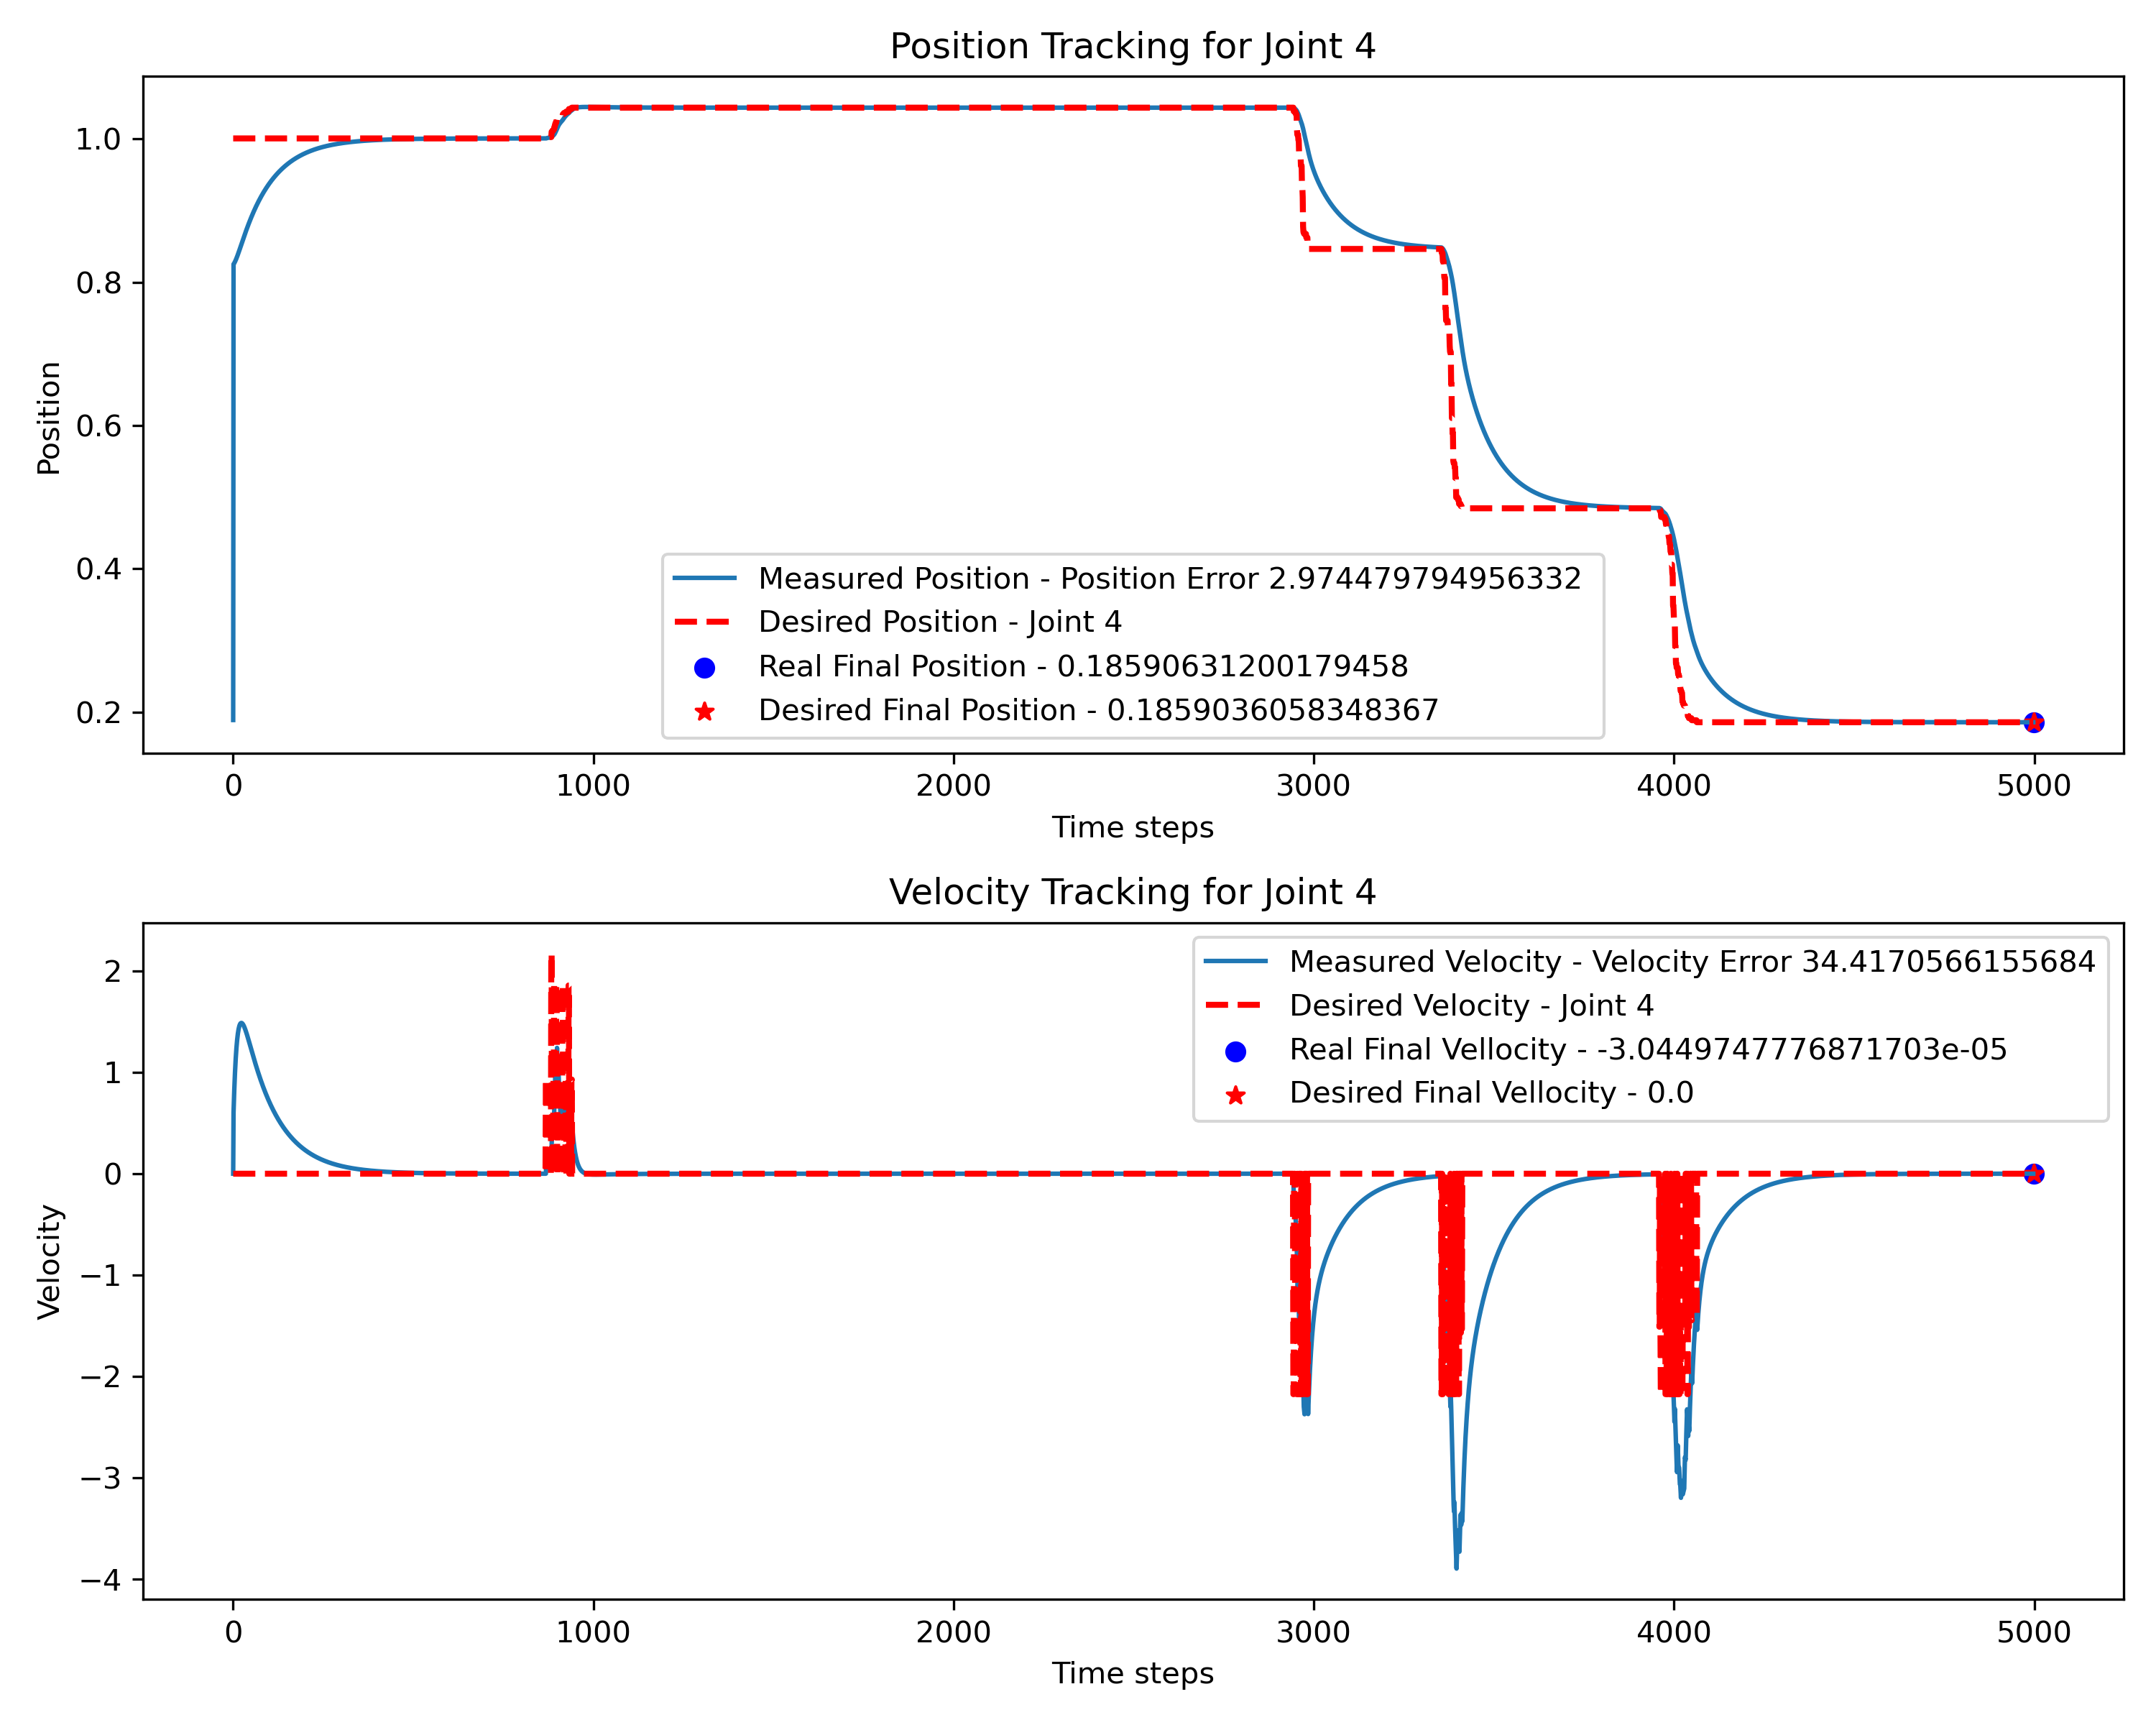 Position Tracking for Joint 4
Position
1.0
0.8
0.6
0.4
0.2
Measured Position - Position Error 2.974479794956332
Desired Position - Joint 4
Real Final Position - 0.18590631200179458
Desired Final Position - 0.1859036058348367
0 1000 2000 3000 4000 5000
Time steps
Velocity Tracking for Joint 4
Velocity
2
1
0
−1
−2
−3
−4
Measured Velocity - Velocity Error 34.4170566155684
Desired Velocity - Joint 4
Real Final Vellocity - -3.0449747776871703e-05
Desired Final Vellocity - 0.0
0 1000 2000 3000 4000 5000
Time steps